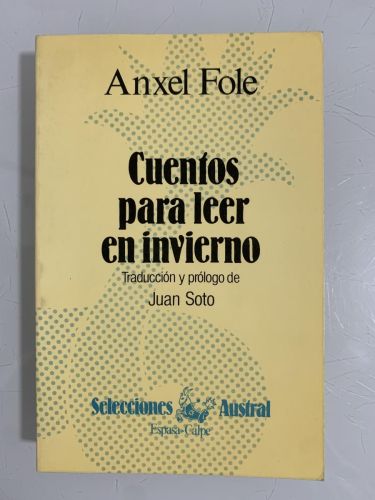 Anxel Fole
Cuentos
para leer
en invierno
Traducción y prólogo de
Juan Soto
Selecciones Austral
Espasa-Calpe